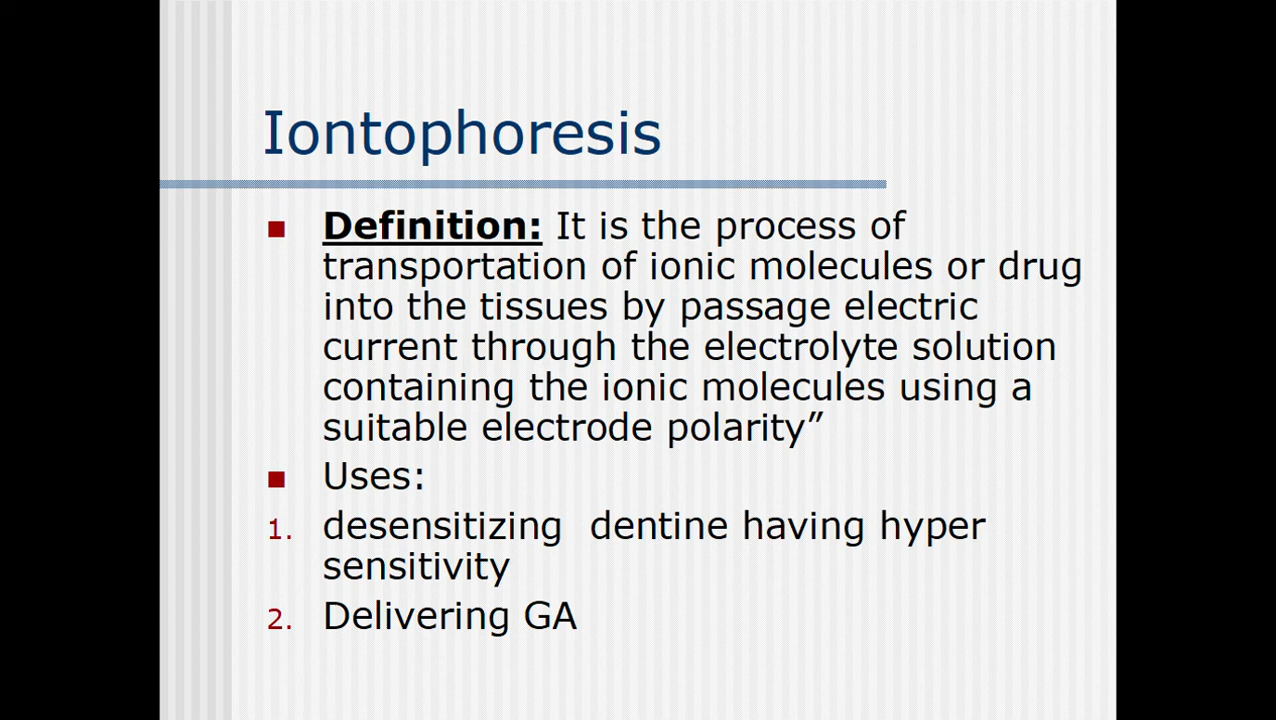 Iontophoresis
Definition: It is the process of
transportation of ionic molecules or drug
into the tissues by passage electric
current through the electrolyte solution
containing the ionic molecules using a
suitable electrode polarity”
Uses:
1. desensitizing dentine having hyper
sensitivity
2. Delivering GA